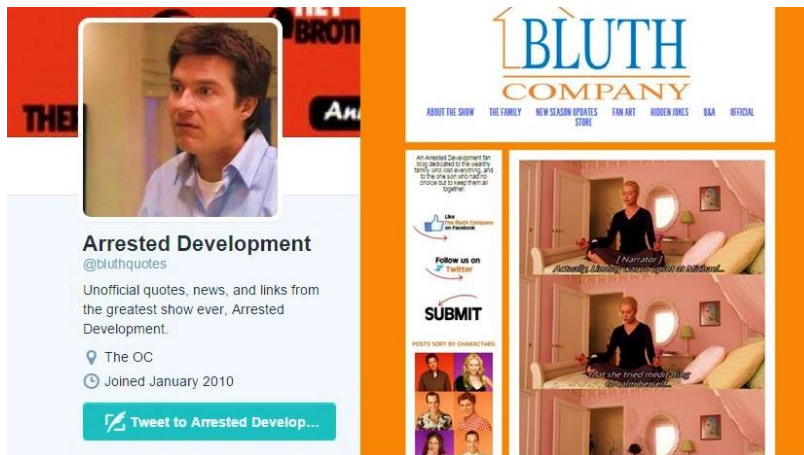 BROT
THER
An
Arrested Development
@bluthquotes
Unofficial quotes, news, and links from
the greatest show ever, Arrested
Development.
The OC
Joined January 2010
Tweet to Arrested Develop...
BLUTH
COMPANY
ABOUT THE SHOW THE FAMILY NEW SEASON UPDATES FAN ART HIDDEN JOKES Q&A OFFICIAL
STORE
An Arrested Development fan
blog dedicated to the wealthy
family who lost everything, and
to the one son who had no
choice but to keep them all
together.
Like
The Bluth Company
on Facebook
Follow us on
Twitter
SUBMIT
POSTS SORT BY CHARACTERS:
[Narrator]
Actually, Lindsay was so upset at Michael...
...that she tried meditating
to calm herself...